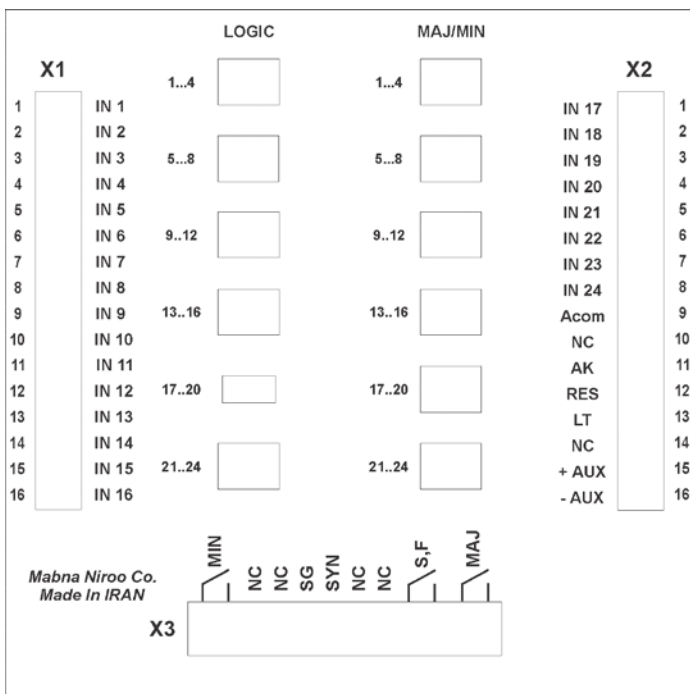 LOGIC MAJ/MIN
X1 X2
1...4 1...4
5...8 5...8
9..12 9..12
13..16 13..16
17..20 17..20
21..24 21..24
1 IN 1
2 IN 2
3 IN 3
4 IN 4
5 IN 5
6 IN 6
7 IN 7
8 IN 8
9 IN 9
10 IN 10
11 IN 11
12 IN 12
13 IN 13
14 IN 14
15 IN 15
16 IN 16
IN 17 1
IN 18 2
IN 19 3
IN 20 4
IN 21 5
IN 22 6
IN 23 7
IN 24 8
Acom 9
NC 10
AK 11
RES 12
LT 13
NC 14
+ AUX 15
- AUX 16
MIN NC NC SG SYN NC NC S,F MAJ
Mabna Niroo Co.
Made In IRAN
X3